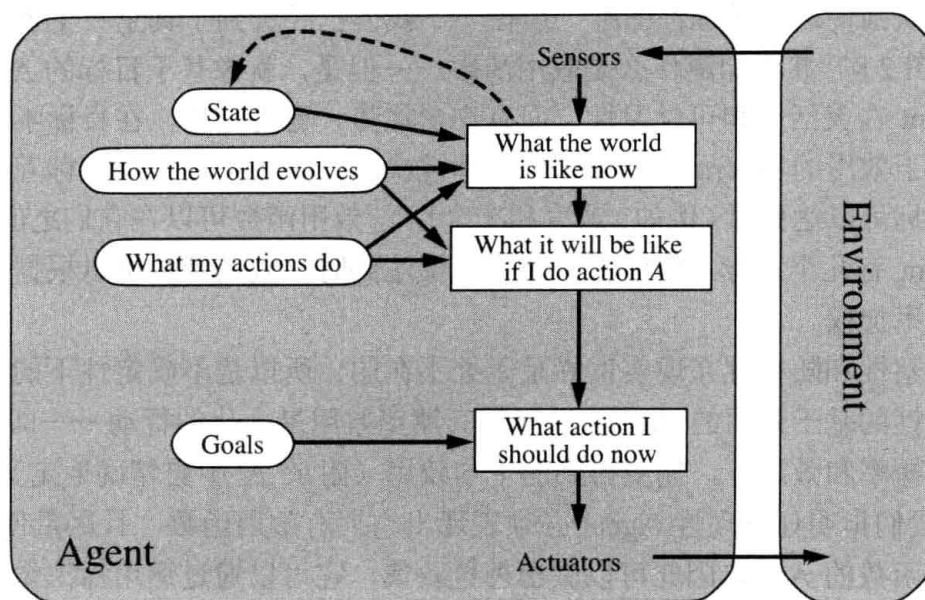 Sensors
State
What the world
is like now
How the world evolves
What my actions do
What it will be like
if I do action A
Goals
What action I
should do now
Agent
Actuators
Environment